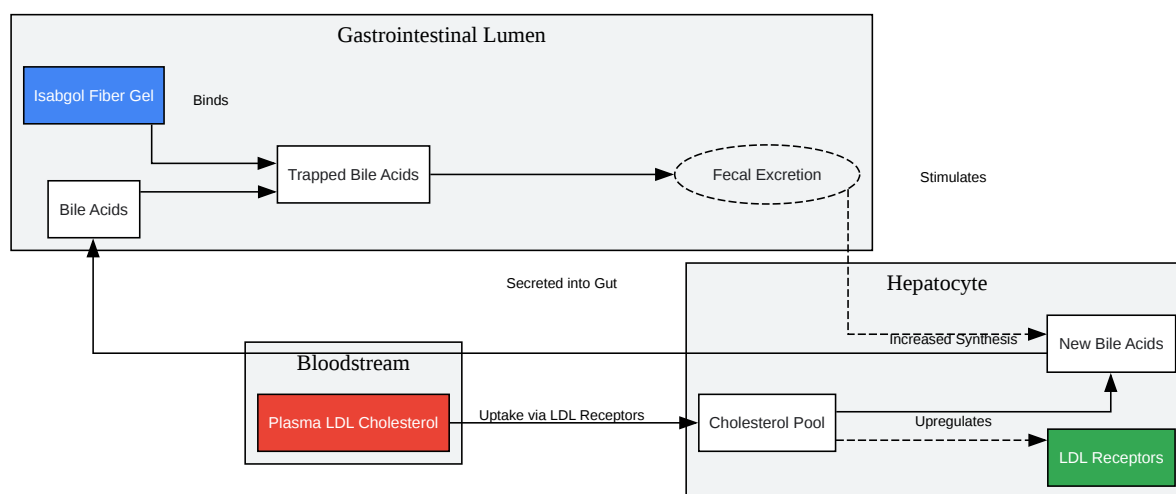 Gastrointestinal Lumen
Isabgol Fiber Gel
Binds
Trapped Bile Acids
Fecal Excretion
Stimulates
Bile Acids
Secreted into Gut
Hepatocyte
Increased Synthesis
New Bile Acids
Bloodstream
Plasma LDL Cholesterol
Uptake via LDL Receptors
Cholesterol Pool
Upregulates
LDL Receptors